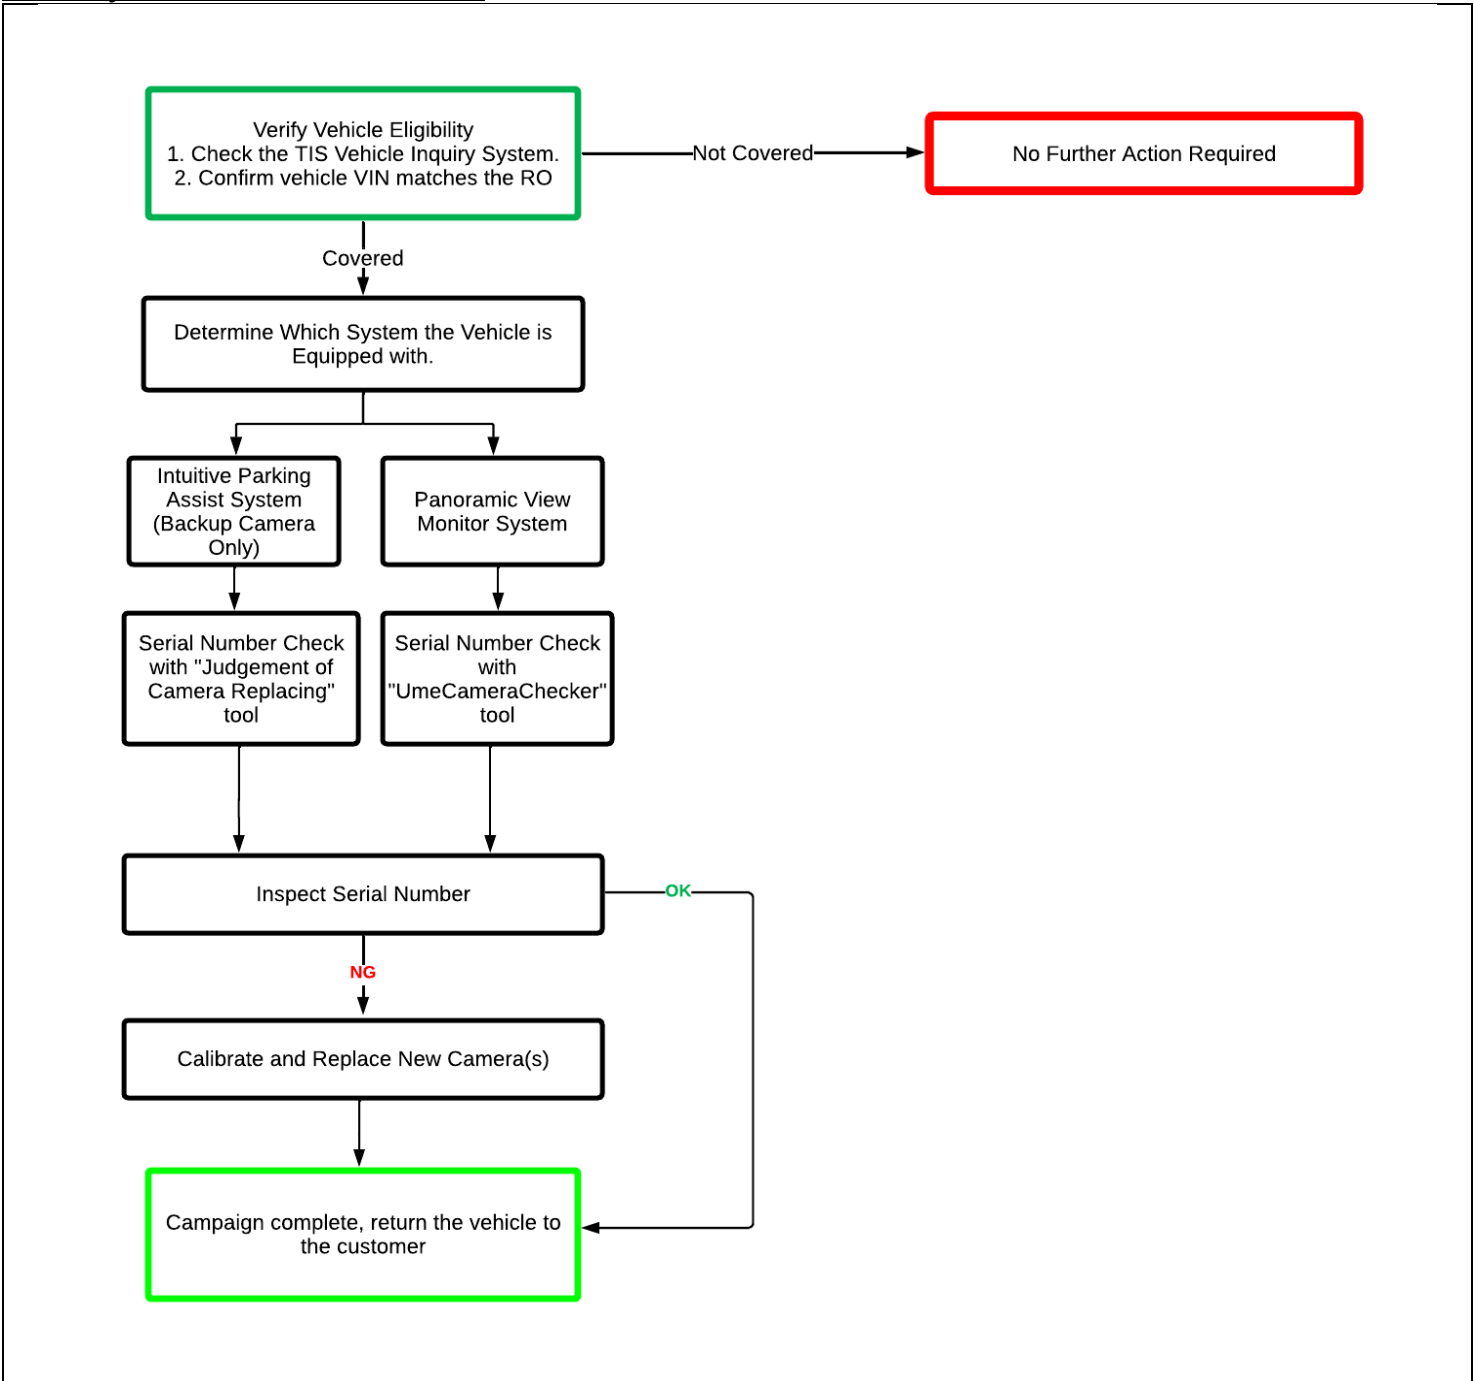 Verify Vehicle Eligibility
1. Check the TIS Vehicle Inquiry System.
2. Confirm vehicle VIN matches the RO
Not Covered
No Further Action Required
Covered
Determine Which System the Vehicle is
Equipped with.
Intuitive Parking
Assist System
(Backup Camera
Only)
Panoramic View
Monitor System
Serial Number Check
with "Judgement of
Camera Replacing"
tool
Serial Number Check
with
"UmeCameraChecker"
tool
Inspect Serial Number
OK
NG
Calibrate and Replace New Camera(s)
Campaign complete, return the vehicle to
the customer